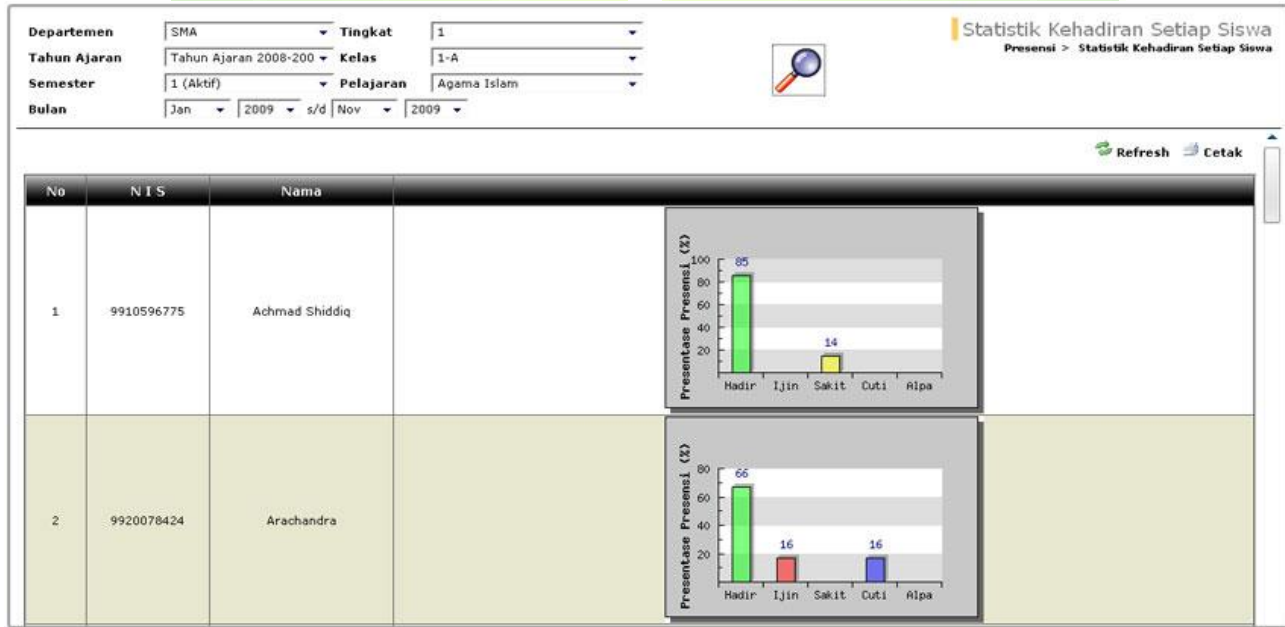 Departemen SMA Tingkat 1
Tahun Ajaran Tahun Ajaran 2008-200 Kelas 1-A
Semester 1 (Aktif) Pelajaran Agama Islam
Bulan Jan 2009 s/d Nov 2009
Statistik Kehadiran Setiap Siswa
Presensi > Statistik Kehadiran Setiap Siswa
Refresh Cetak
No N I S Nama
1 9910596775 Achmad Shiddiq
Presentase Presensi (%)
100
80
60
40
20
85
14
Hadir Ijin Sakit Cuti Alpa
2 9920078424 Arachandra
Presentase Presensi (%)
80
60
40
20
66
16 16
Hadir Ijin Sakit Cuti Alpa